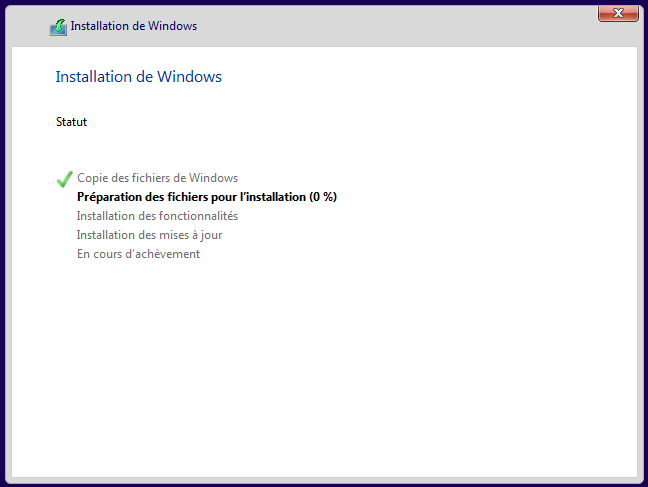 Installation de Windows
Installation de Windows
Statut
Copie des fichiers de Windows
Préparation des fichiers pour l'installation (0 %)
Installation des fonctionnalités
Installation des mises à jour
En cours d'achèvement